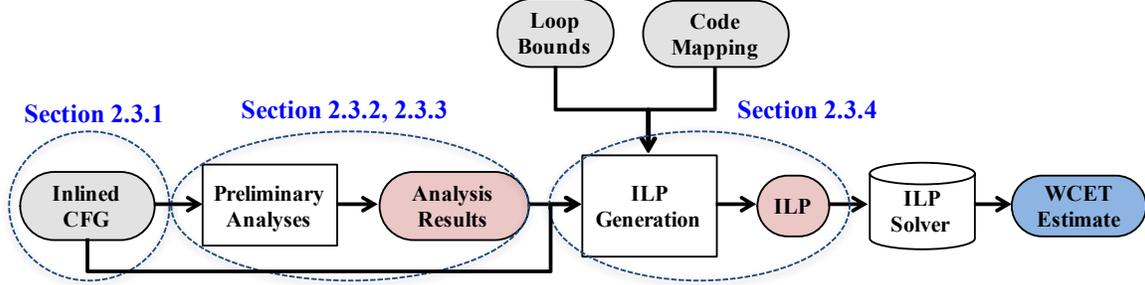 Loop
Bounds
Code
Mapping
Section 2.3.1
Section 2.3.2, 2.3.3
Section 2.3.4
Inlined
CFG
Preliminary
Analyses
Analysis
Results
ILP
Generation
ILP
ILP
Solver
WCET
Estimate